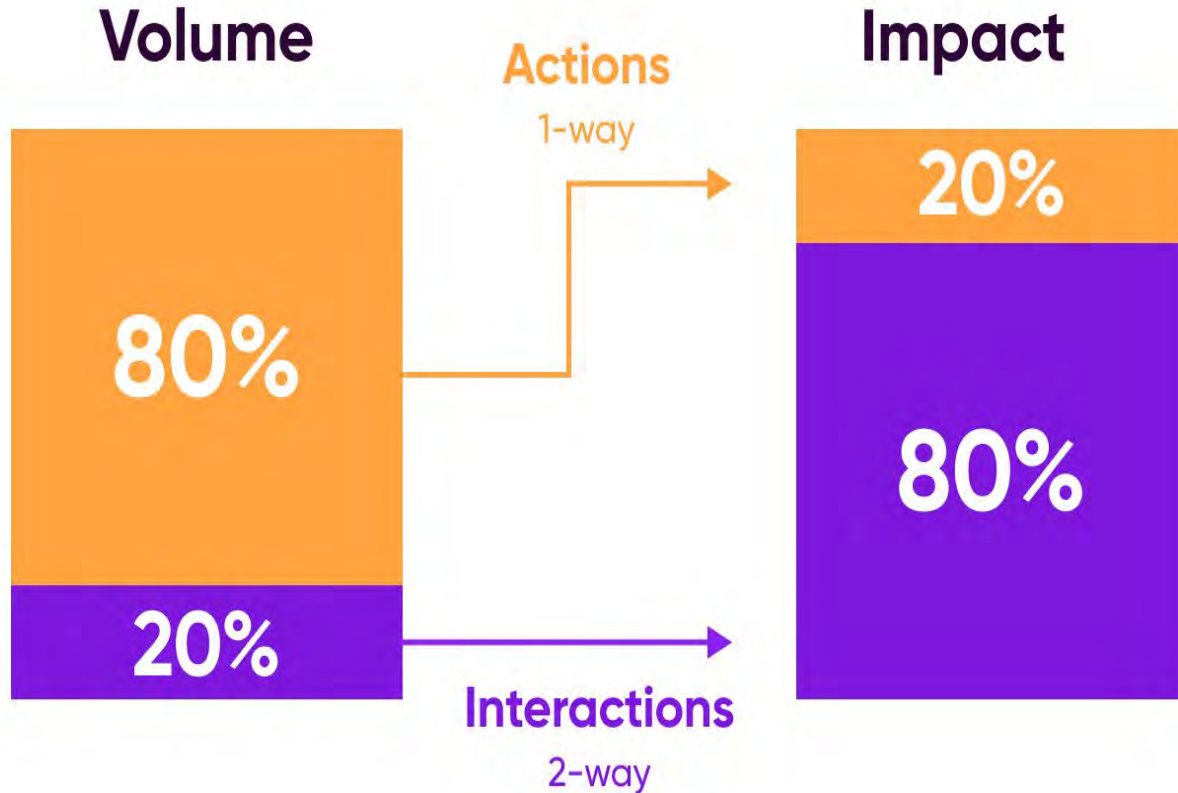 Volume
Actions
1-way
Impact
80%
20%
20%
80%
Interactions
2-way